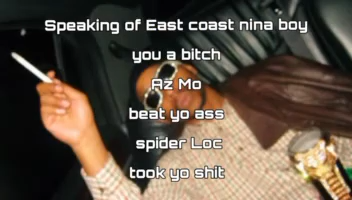 Speaking of East coast nina boy
you a bitch
Az Mo
beat yo ass
spider Loc
took yo shit